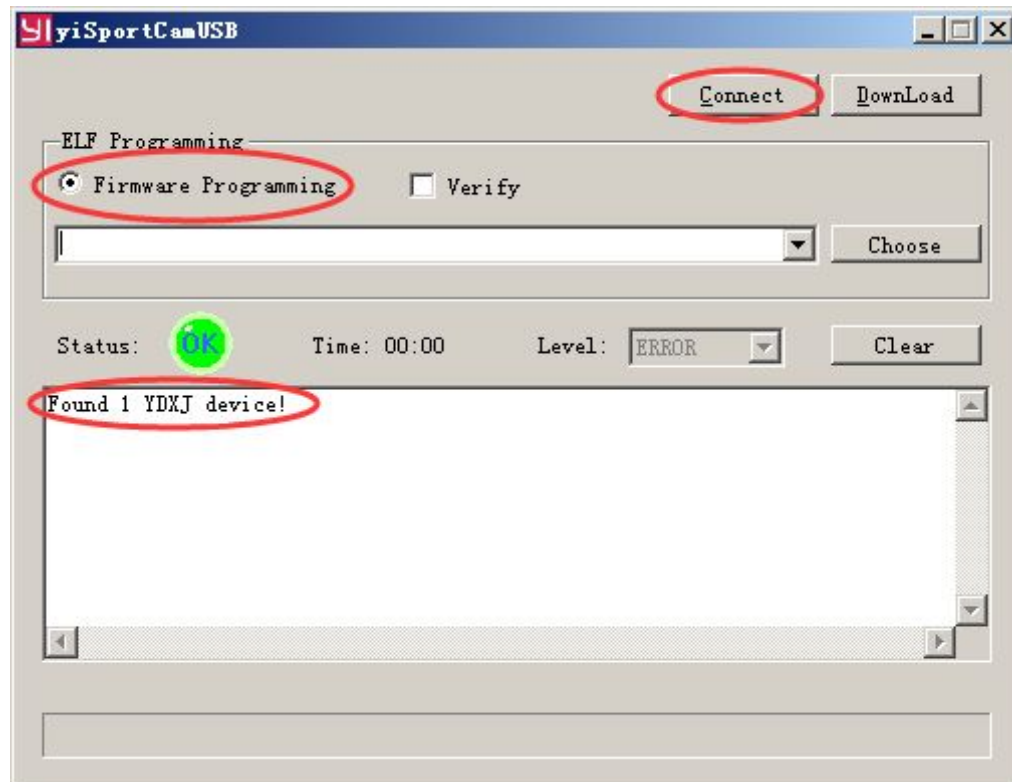 yi yiSportCamUSB
Connect DownLoad
ELF Programming
Firmware Programming Verify
Choose
Status: OK Time: 00:00 Level: ERROR Clear
Found 1 YDXJ device!